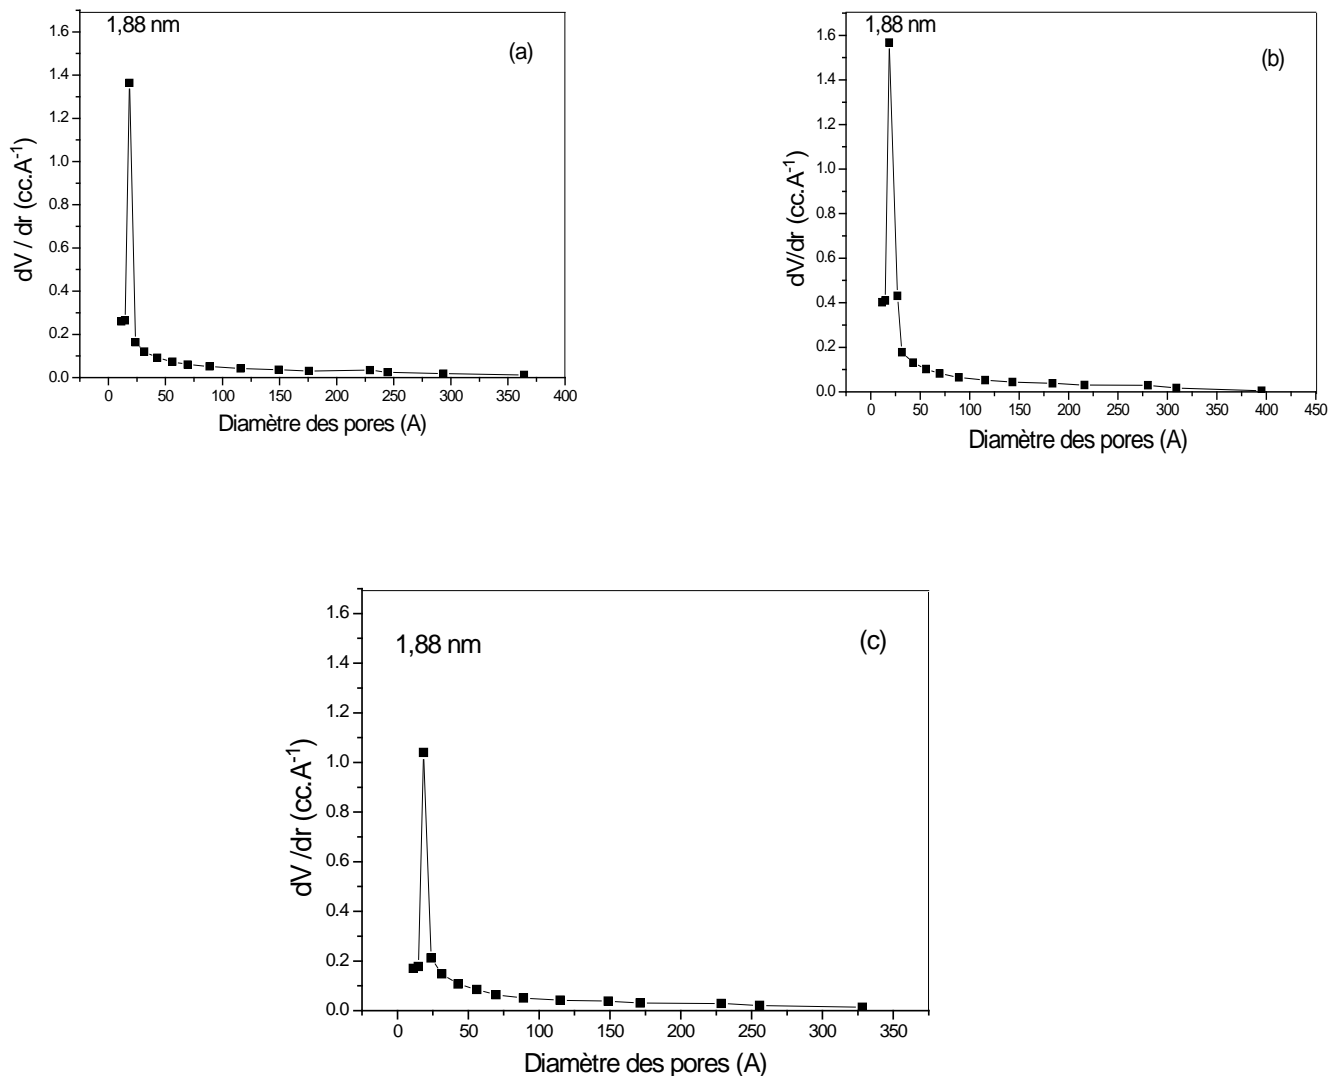 1,88 nm
(a)
1.6
1.4
1.2
1.0
0.8
0.6
0.4
0.2
0.0
dV / dr (cc.A-1)
0 50 100 150 200 250 300 350 400
Diamètre des pores (A)
1,88 nm
(b)
1.6
1.4
1.2
1.0
0.8
0.6
0.4
0.2
0.0
dV/dr (cc.A-1)
0 50 100 150 200 250 300 350 400 450
Diamètre des pores (A)
1,88 nm
(c)
1.6
1.4
1.2
1.0
0.8
0.6
0.4
0.2
0.0
dV /dr (cc.A-1)
0 50 100 150 200 250 300 350
Diamètre des pores (A)